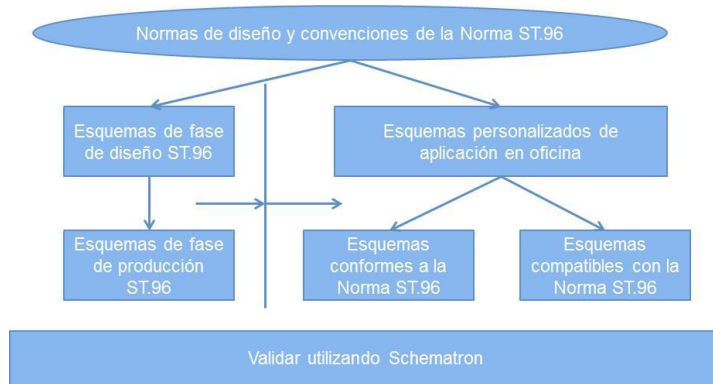 Normas de diseño y convenciones de la Norma ST.96
Esquemas de fase
de diseño ST.96
Esquemas personalizados de
aplicación en oficina
Esquemas de fase
de producción
ST.96
Esquemas
conformes a la
Norma ST.96
Esquemas
compatibles con la
Norma ST.96
Validar utilizando Schematron